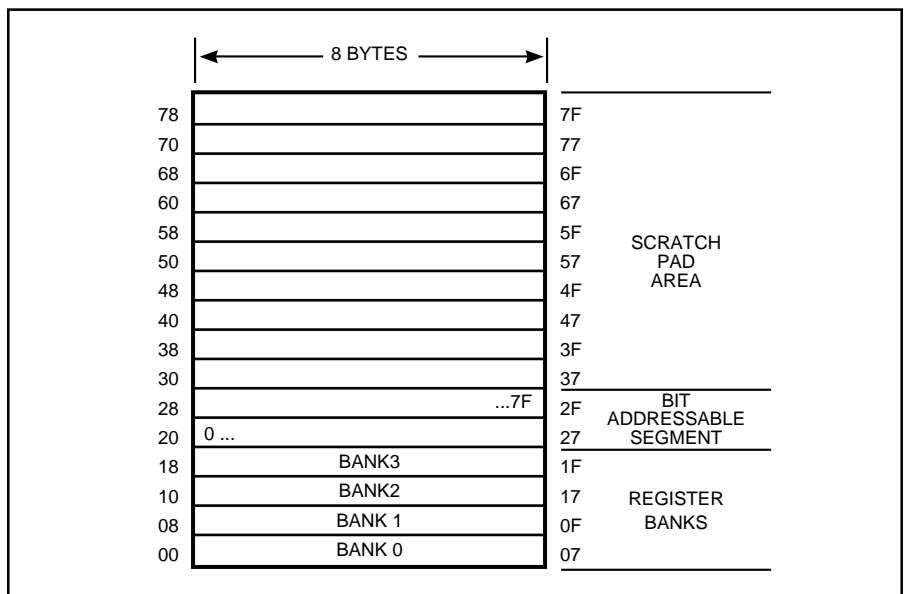 8 BYTES
78 7F
70 77
68 6F
60 67
58 5F
SCRATCH
50 57 PAD
AREA
48 4F
40 47
38 3F
30 37
28 ...7F 2F BIT
ADDRESSABLE
20 0 ... 27 SEGMENT
18 BANK3 1F
10 BANK2 17 REGISTER
08 BANK 1 0F BANKS
00 BANK 0 07